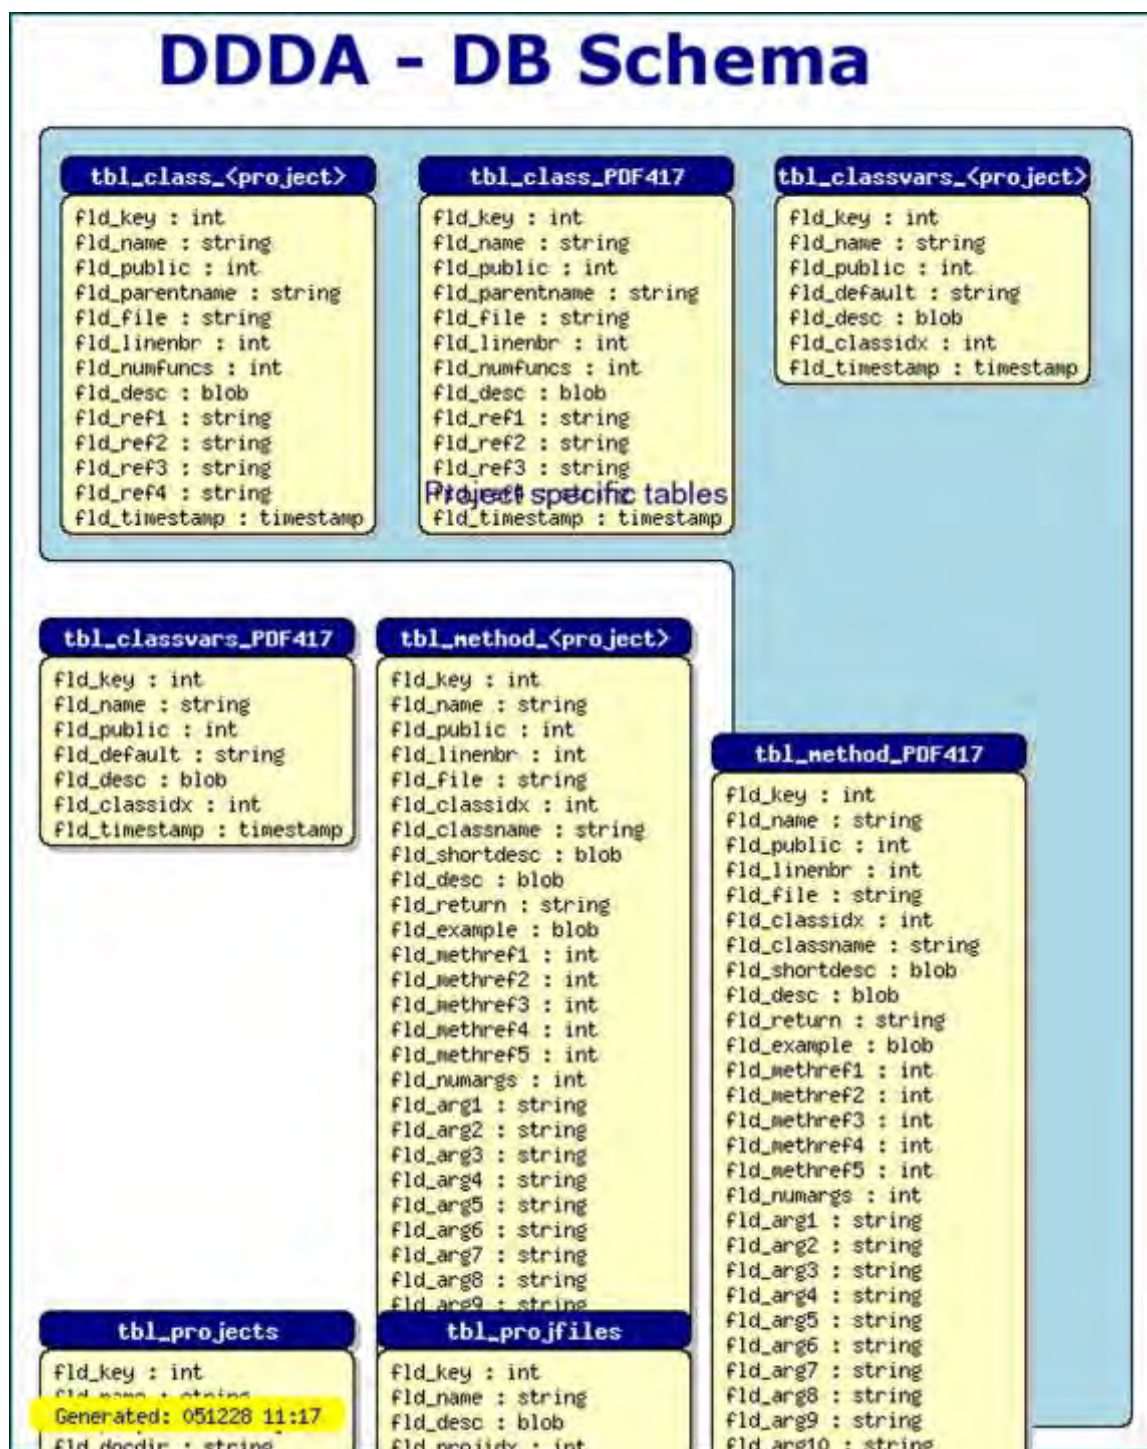 DDDA - DB Schema
tbl_class_<project>
fld_key : int
fld_name : string
fld_public : int
fld_parentname : string
fld_file : string
fld_linenbr : int
fld_numfuncs : int
fld_desc : blob
fld_ref1 : string
fld_ref2 : string
fld_ref3 : string
fld_ref4 : string
fld_timestamp : timestamp
tbl_class_PDF417
fld_key : int
fld_name : string
fld_public : int
fld_parentname : string
fld_file : string
fld_linenbr : int
fld_numfuncs : int
fld_desc : blob
fld_ref1 : string
fld_ref2 : string
fld_ref3 : string
Project specific tables
fld_timestamp : timestamp
tbl_classvars_<project>
fld_key : int
fld_name : string
fld_public : int
fld_default : string
fld_desc : blob
fld_classidx : int
fld_timestamp : timestamp
tbl_classvars_PDF417
fld_key : int
fld_name : string
fld_public : int
fld_default : string
fld_desc : blob
fld_classidx : int
fld_timestamp : timestamp
tbl_method_<project>
fld_key : int
fld_name : string
fld_public : int
fld_linenbr : int
fld_file : string
fld_classidx : int
fld_classname : string
fld_shortdesc : blob
fld_desc : blob
fld_return : string
fld_example : blob
fld_methref1 : int
fld_methref2 : int
fld_methref3 : int
fld_methref4 : int
fld_methref5 : int
fld_numargs : int
fld_arg1 : string
fld_arg2 : string
fld_arg3 : string
fld_arg4 : string
fld_arg5 : string
fld_arg6 : string
fld_arg7 : string
fld_arg8 : string
fld_arg9 : string
tbl_method_PDF417
fld_key : int
fld_name : string
fld_public : int
fld_linenbr : int
fld_file : string
fld_classidx : int
fld_classname : string
fld_shortdesc : blob
fld_desc : blob
fld_return : string
fld_example : blob
fld_methref1 : int
fld_methref2 : int
fld_methref3 : int
fld_methref4 : int
fld_methref5 : int
fld_numargs : int
fld_arg1 : string
fld_arg2 : string
fld_arg3 : string
fld_arg4 : string
fld_arg5 : string
fld_arg6 : string
fld_arg7 : string
fld_arg8 : string
fld_arg9 : string
fld_arg10 : string
tbl_projects
fld_key : int
fld_name : string
Generated: 051228 11:17
fld_docdir : string
tbl_projfiles
fld_key : int
fld_name : string
fld_desc : blob
fld_projidx : int